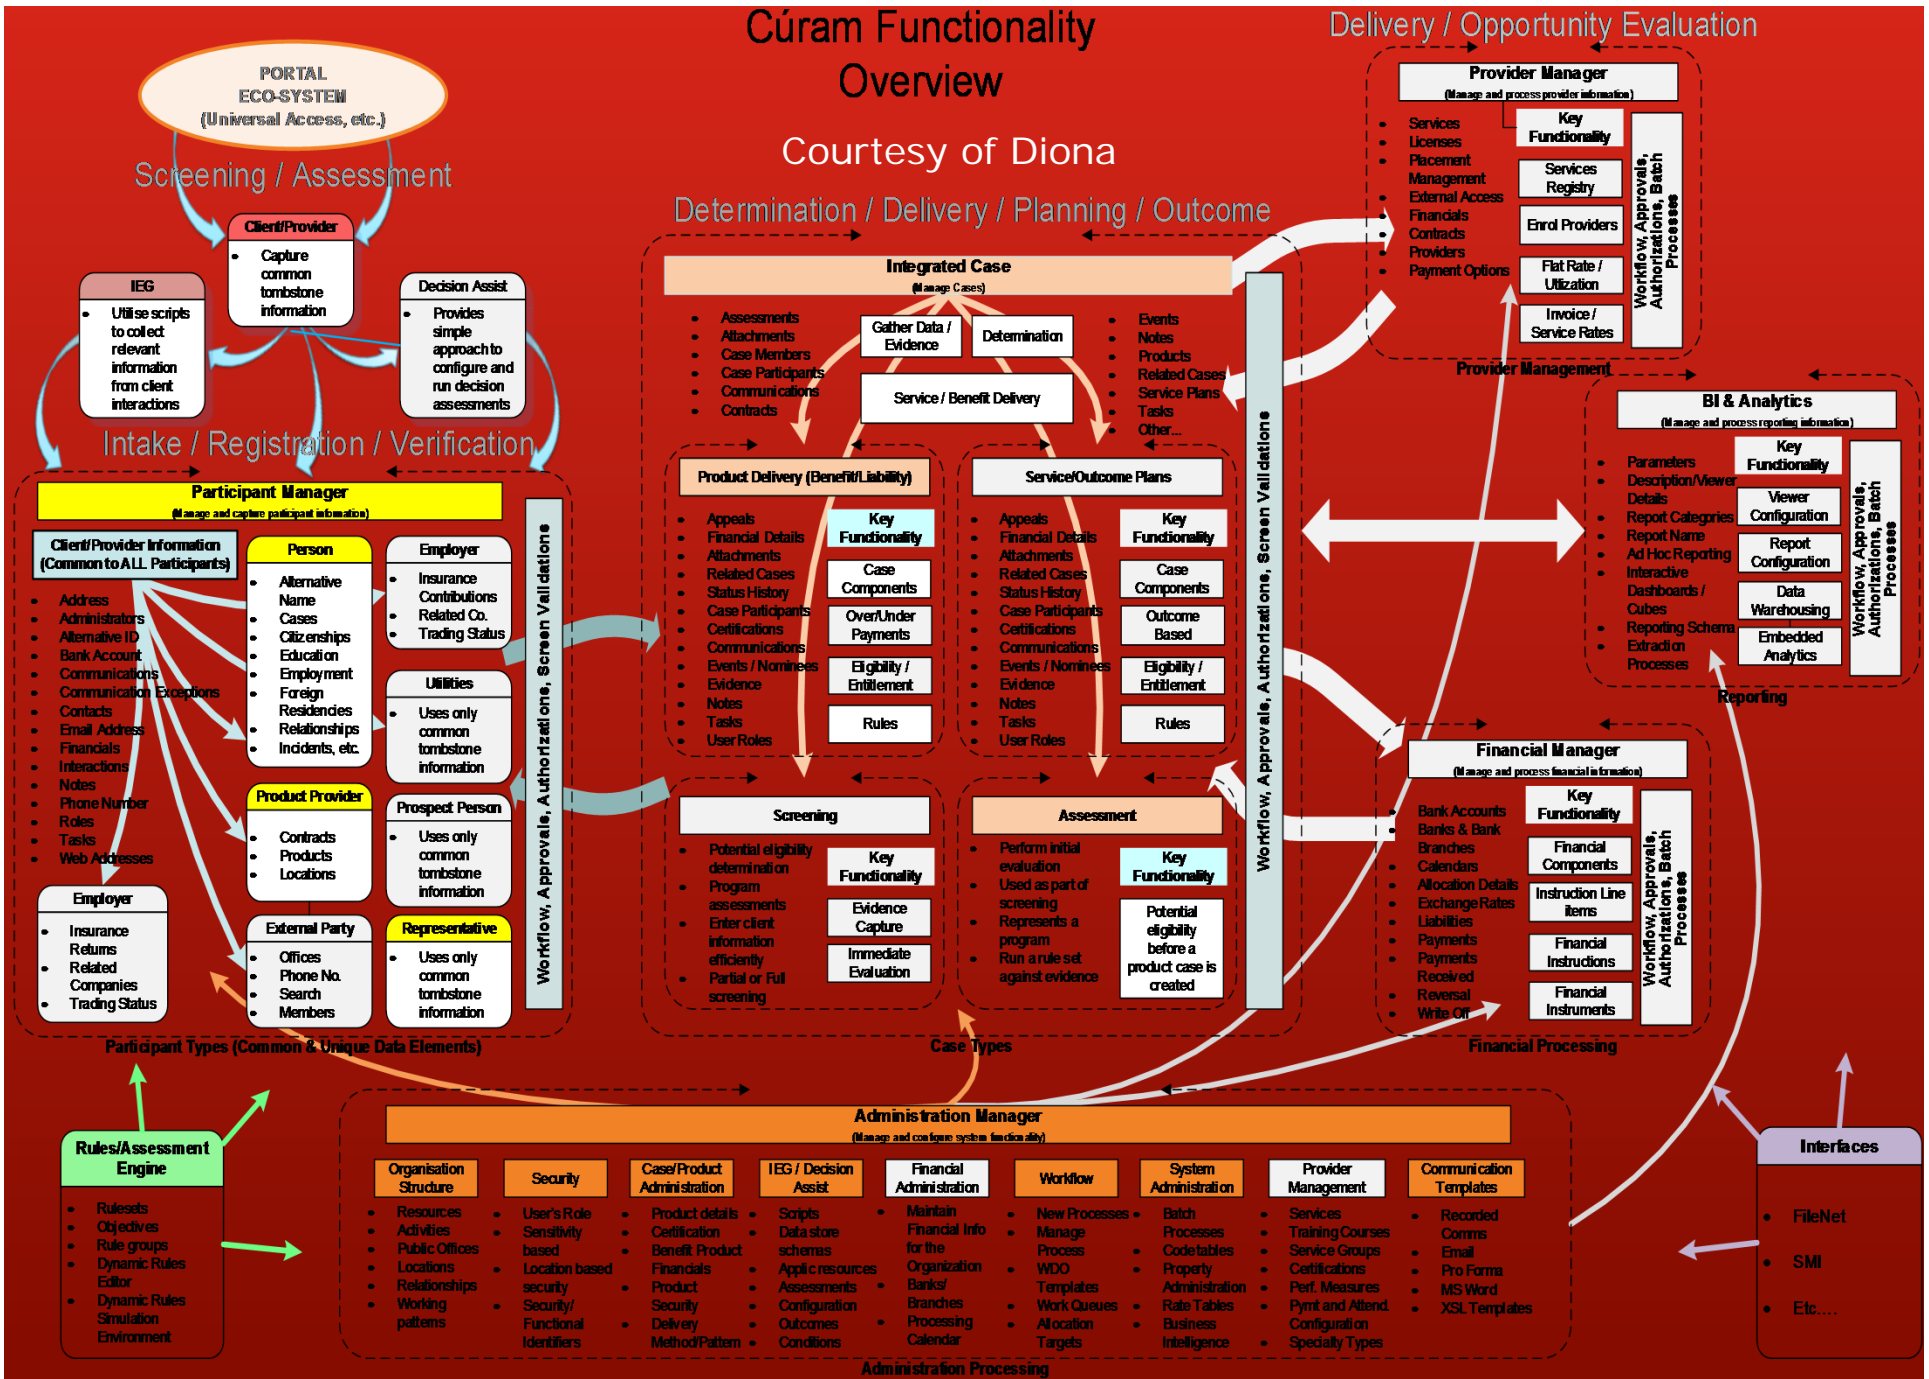 Cúram Functionality
Overview
Courtesy of Diona
Delivery / Opportunity Evaluation
PORTAL
ECO-SYSTEM
(Universal Access, etc.)
Screening / Assessment
Client/Provider
Capture
common
tombstone
information
IEG
Utilise scripts
to collect
relevant
information
from client
interactions
Decision Assist
Provides
simple
approach to
configure and
run decision
assessments
Intake / Registration / Verification
Participant Manager
(Manage and capture participant information)
Client/Provider Information
(Common to ALL Participants)
Address
Administrators
Alternative ID
Bank Account
Communications
Communication Exceptions
Contacts
Email Address
Financials
Interactions
Notes
Phone Number
Roles
Tasks
Web Addresses
Person
Alternative
Name
Cases
Citizenships
Education
Employment
Foreign
Residencies
Relationships
Incidents, etc.
Employer
Insurance
Contributions
Related Co.
Trading Status
Utilities
Uses only
common
tombstone
information
Product Provider
Contracts
Products
Locations
Prospect Person
Uses only
common
tombstone
information
Employer
Insurance
Returns
Related
Companies
Trading Status
External Party
Offices
Phone No.
Search
Members
Representative
Uses only
common
tombstone
information
Workflow, Approvals, Authorizations, Screen Validations
Participant Types (Common & Unique Data Elements)
Determination / Delivery / Planning / Outcome
Integrated Case
(Manage Cases)
Assessments
Attachments
Case Members
Case Participants
Communications
Contracts
Gather Data /
Evidence
Determination
Service / Benefit Delivery
Events
Notes
Products
Related Cases
Service Plans
Tasks
Other...
Product Delivery (Benefit/Liability)
Appeals
Financial Details
Attachments
Related Cases
Status History
Case Participants
Certifications
Communications
Events / Nominees
Evidence
Notes
Tasks
User Roles
Key
Functionality
Case
Components
Over/Under
Payments
Eligibility /
Entitlement
Rules
Service/Outcome Plans
Appeals
Financial Details
Attachments
Related Cases
Status History
Case Participants
Certifications
Communications
Events / Nominees
Evidence
Notes
Tasks
User Roles
Key
Functionality
Case
Components
Outcome
Based
Eligibility /
Entitlement
Rules
Screening
Potential eligibility
determination
Program
assessments
Enter client
information
efficiently
Partial or Full
screening
Key
Functionality
Evidence
Capture
Immediate
Evaluation
Assessment
Perform initial
evaluation
Used as part of
screening
Represents a
program
Run a rule set
against evidence
Key
Functionality
Potential
eligibility
before a
product case is
created
Workflow, Approvals, Authorizations, Screen Validations
Case Types
Provider Manager
(Manage and process provider information)
Services
Licenses
Placement
Management
External Access
Financials
Contracts
Providers
Payment Options
Key
Functionality
Services
Registry
Enrol Providers
Flat Rate /
Utlization
Invoice /
Service Rates
Workflow, Approvals,
Authorizations, Batch
Processes
Provider Management
BI & Analytics
(Manage and process reporting information)
Parameters
Description/Viewer
Details
Report Categories
Report Name
Ad Hoc Reporting
Interactive
Dashboards /
Cubes
Reporting Schema
Extraction
Processes
Key
Functionality
Viewer
Configuration
Report
Configuration
Data
Warehousing
Embedded
Analytics
Workflow, Approvals,
Authorizations, Batch
Processes
Reporting
Financial Manager
(Manage and process financial information)
Bank Accounts
Banks & Bank
Branches
Calendars
Allocation Details
Exchange Rates
Liabilities
Payments
Payments
Received
Reversal
Write Off
Key
Functionality
Financial
Components
Instruction Line
items
Financial
Instructions
Financial
Instruments
Workflow, Approvals,
Authorizations, Batch
Processes
Financial Processing
Rules/Assessment
Engine
Rulesets
Objectives
Rule groups
Dynamic Rules
Editor
Dynamic Rules
Simulation
Environment
Administration Manager
(Manage and configure system functionality)
Organisation
Structure
Resources
Activities
Public Offices
Locations
Relationships
Working
patterns
Security
User's Role
Sensitivity
based
Location based
security
Security/
Functional
Identifiers
Case/Product
Administration
Product details
Certification
Benefit Product
Financials
Product
Security
Delivery
Method/Pattern
IEG / Decision
Assist
Scripts
Data store
schemas
Applic resources
Assessments
Configuration
Outcomes
Conditions
Financial
Administration
Maintain
Financial Info
for the
Organization
Banks/
Branches
Processing
Calendar
Workflow
New Processes
Manage
Process
WDO
Templates
Work Queues
Allocation
Targets
System
Administration
Batch
Processes
Codetables
Property
Administration
Rate Tables
Business
Intelligence
Provider
Management
Services
Training Courses
Service Groups
Certifications
Perf. Measures
Pymt and Attend.
Configuration
Specialty Types
Communication
Templates
Recorded
Comms
Email
Pro Forma
MS Word
XSL Templates
Administration Processing
Interfaces
FileNet
SMI
Etc....